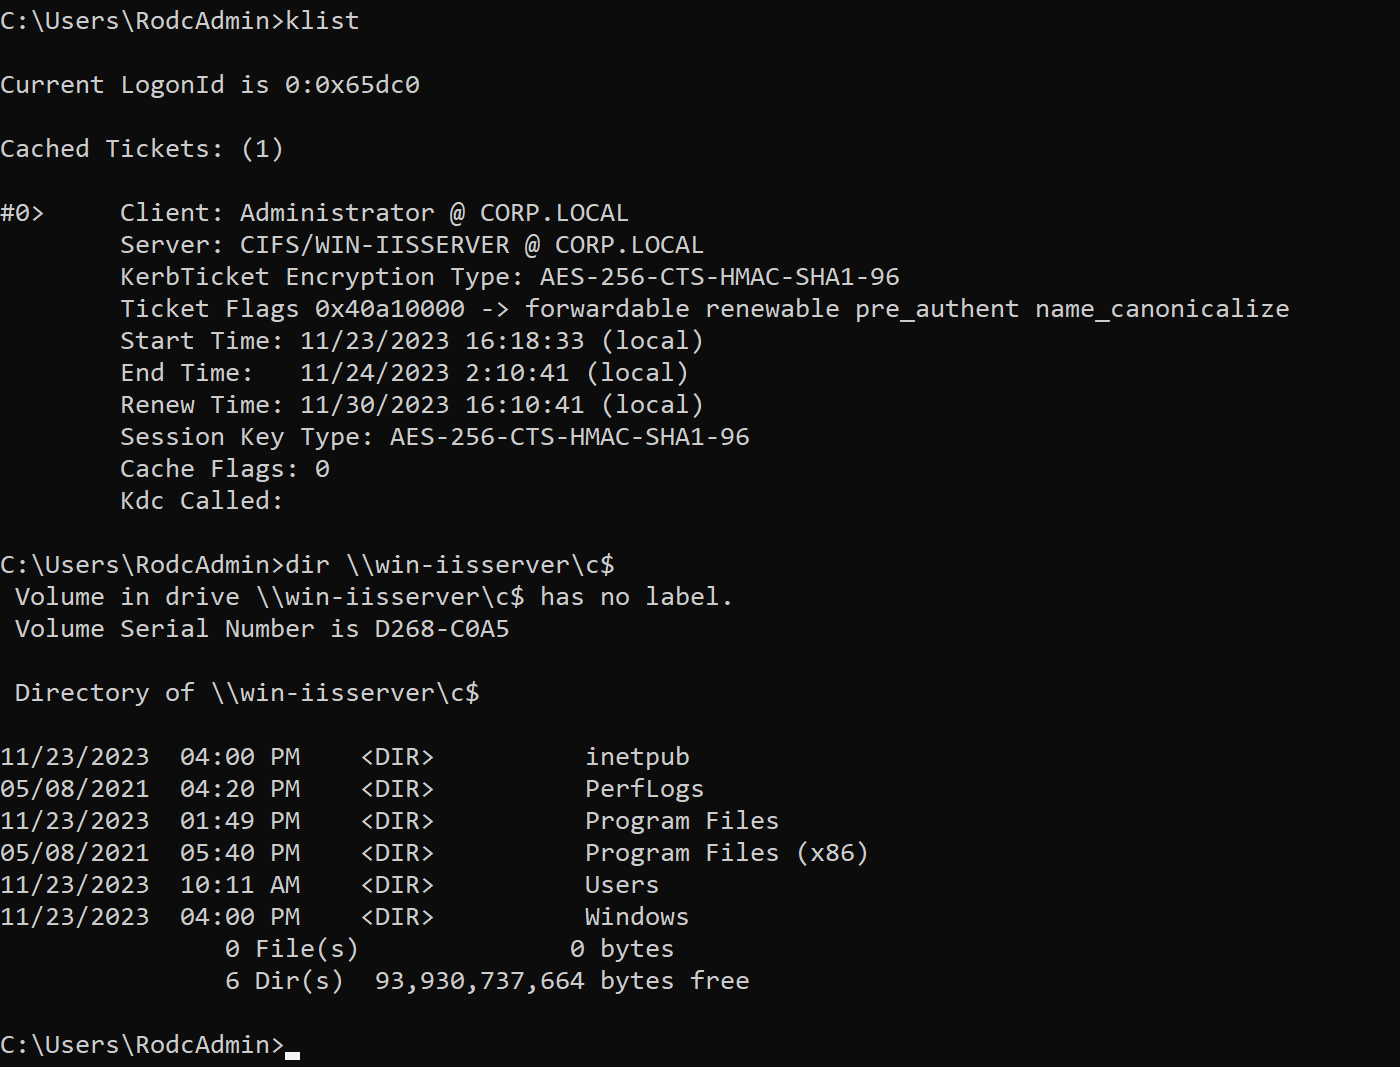 C:\Users\RodcAdmin>klist
Current LogonId is 0:0x65dc0
Cached Tickets: (1)
#0>     Client: Administrator @ CORP.LOCAL
        Server: CIFS/WIN-IISSERVER @ CORP.LOCAL
        KerbTicket Encryption Type: AES-256-CTS-HMAC-SHA1-96
        Ticket Flags 0x40a10000 -> forwardable renewable pre_authent name_canonicalize
        Start Time: 11/23/2023 16:18:33 (local)
        End Time:   11/24/2023 2:10:41 (local)
        Renew Time: 11/30/2023 16:10:41 (local)
        Session Key Type: AES-256-CTS-HMAC-SHA1-96
        Cache Flags: 0
        Kdc Called:
C:\Users\RodcAdmin>dir \\win-iisserver\c$
 Volume in drive \\win-iisserver\c$ has no label.
 Volume Serial Number is D268-C0A5
 Directory of \\win-iisserver\c$
11/23/2023  04:00 PM    <DIR>          inetpub
05/08/2021  04:20 PM    <DIR>          PerfLogs
11/23/2023  01:49 PM    <DIR>          Program Files
05/08/2021  05:40 PM    <DIR>          Program Files (x86)
11/23/2023  10:11 AM    <DIR>          Users
11/23/2023  04:00 PM    <DIR>          Windows
               0 File(s)              0 bytes
               6 Dir(s)  93,930,737,664 bytes free
C:\Users\RodcAdmin>